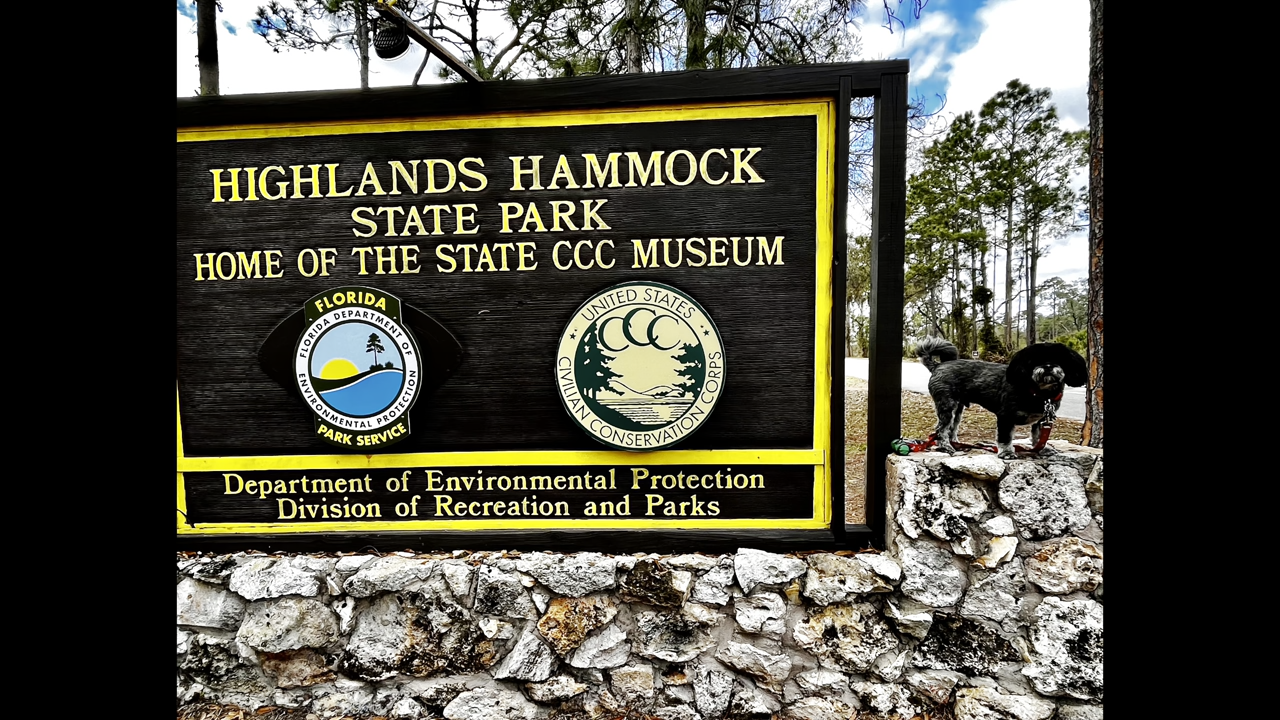 HIGHLANDS HAMMOCK
STATE PARK
HOME OF THE STATE CCC MUSEUM
FLORIDA
FLORIDA DEPARTMENT OF
ENVIRONMENTAL PROTECTION
PARK SERVICE
UNITED STATES
CCC
CIVILIAN CONSERVATION CORPS
Department of Environmental Protection
Division of Recreation and Parks